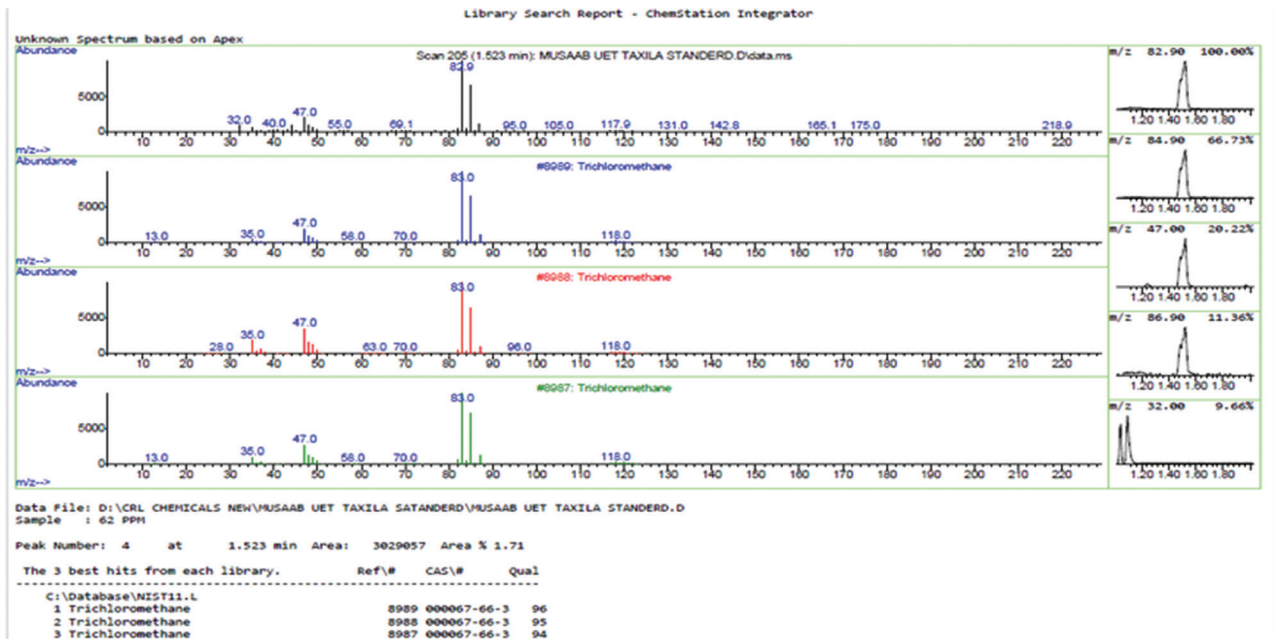 Library Search Report - ChemStation Integrator
Unknown Spectrum based on Apex
Abundance
Scan 205 (1.523 min): MUSAAB UET TAXILA STANDERD.D\data.ms
82.9
5000
32.0 40.0 47.0 55.0 69.1 95.0 105.0 117.9 131.0 142.8 165.1 175.0 218.9
0
10 20 30 40 50 60 70 80 90 100 110 120 130 140 150 160 170 180 190 200 210 220
m/z-->
Abundance
#8989: Trichloromethane
83.0
5000
13.0 35.0 47.0 58.0 70.0 118.0
0
10 20 30 40 50 60 70 80 90 100 110 120 130 140 150 160 170 180 190 200 210 220
m/z-->
Abundance
#8988: Trichloromethane
83.0
5000
28.0 35.0 47.0 63.0 70.0 96.0 118.0
0
10 20 30 40 50 60 70 80 90 100 110 120 130 140 150 160 170 180 190 200 210 220
m/z-->
Abundance
#8987: Trichloromethane
83.0
5000
13.0 35.0 47.0 58.0 70.0 118.0
0
10 20 30 40 50 60 70 80 90 100 110 120 130 140 150 160 170 180 190 200 210 220
m/z-->
m/z 82.90 100.00%
1.20 1.40 1.60 1.80
m/z 84.90 66.73%
1.20 1.40 1.60 1.80
m/z 47.00 20.22%
1.20 1.40 1.60 1.80
m/z 86.90 11.36%
1.20 1.40 1.60 1.80
m/z 32.00 9.66%
1.20 1.40 1.60 1.80
Data File: D:\CRL CHEMICALS NEW\MUSAAB UET TAXILA SATANDERD\MUSAAB UET TAXILA STANDERD.D
Sample : 62 PPM
Peak Number: 4 at 1.523 min Area: 3029057 Area % 1.71
The 3 best hits from each library. Ref\# CAS\# Qual
C:\Database\NIST11.L
1 Trichloromethane 8989 000067-66-3 96
2 Trichloromethane 8988 000067-66-3 95
3 Trichloromethane 8987 000067-66-3 94